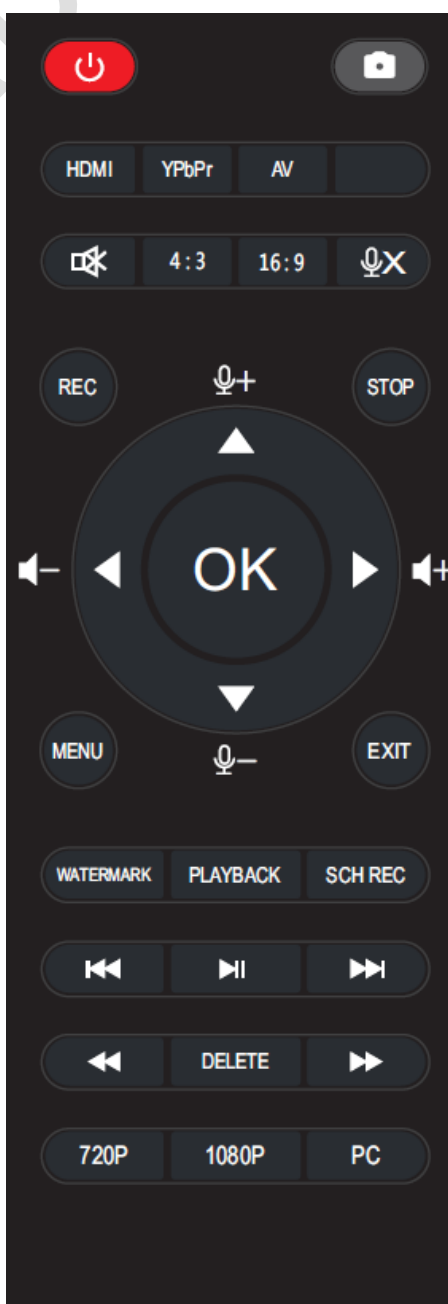 HDMI YPbPr AV
4:3 16:9 X
REC + STOP
- OK +
MENU - EXIT
WATERMARK PLAYBACK SCH REC
DELETE
720P 1080P PC